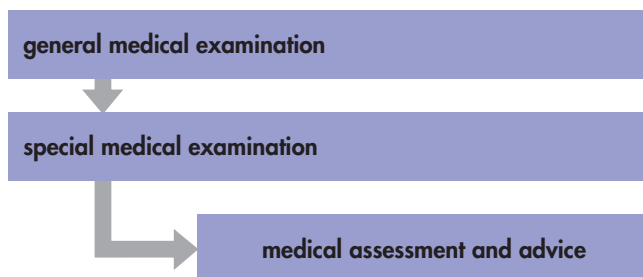 general medical examination
special medical examination
medical assessment and advice